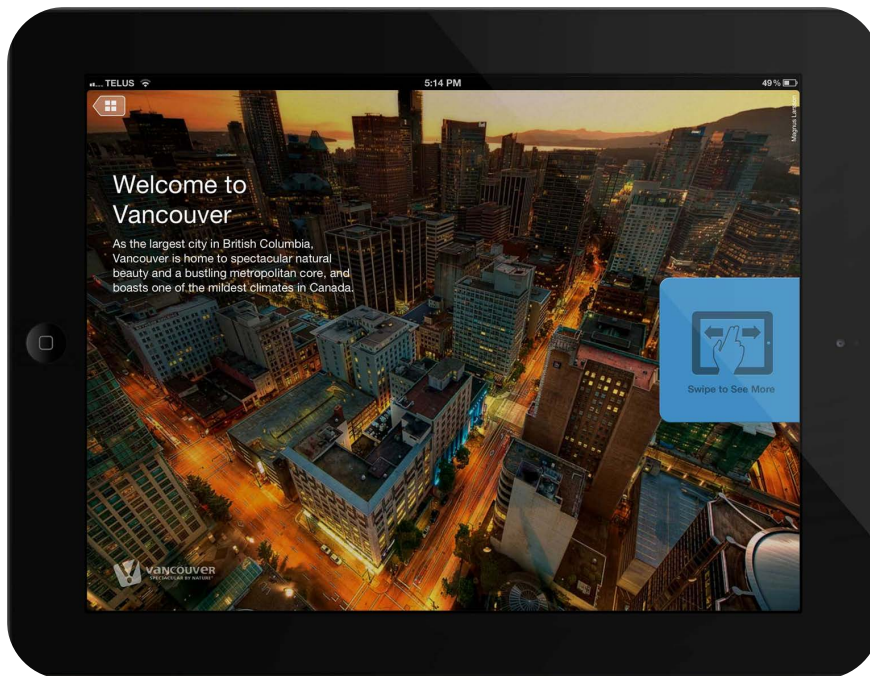 TELUS
5:14 PM
49%
Magnus Larsson
Welcome to
Vancouver
As the largest city in British Columbia,
Vancouver is home to spectacular natural
beauty and a bustling metropolitan core, and
boasts one of the mildest climates in Canada.
Swipe to See More
VANCOUVER
SPECTACULAR BY NATURE